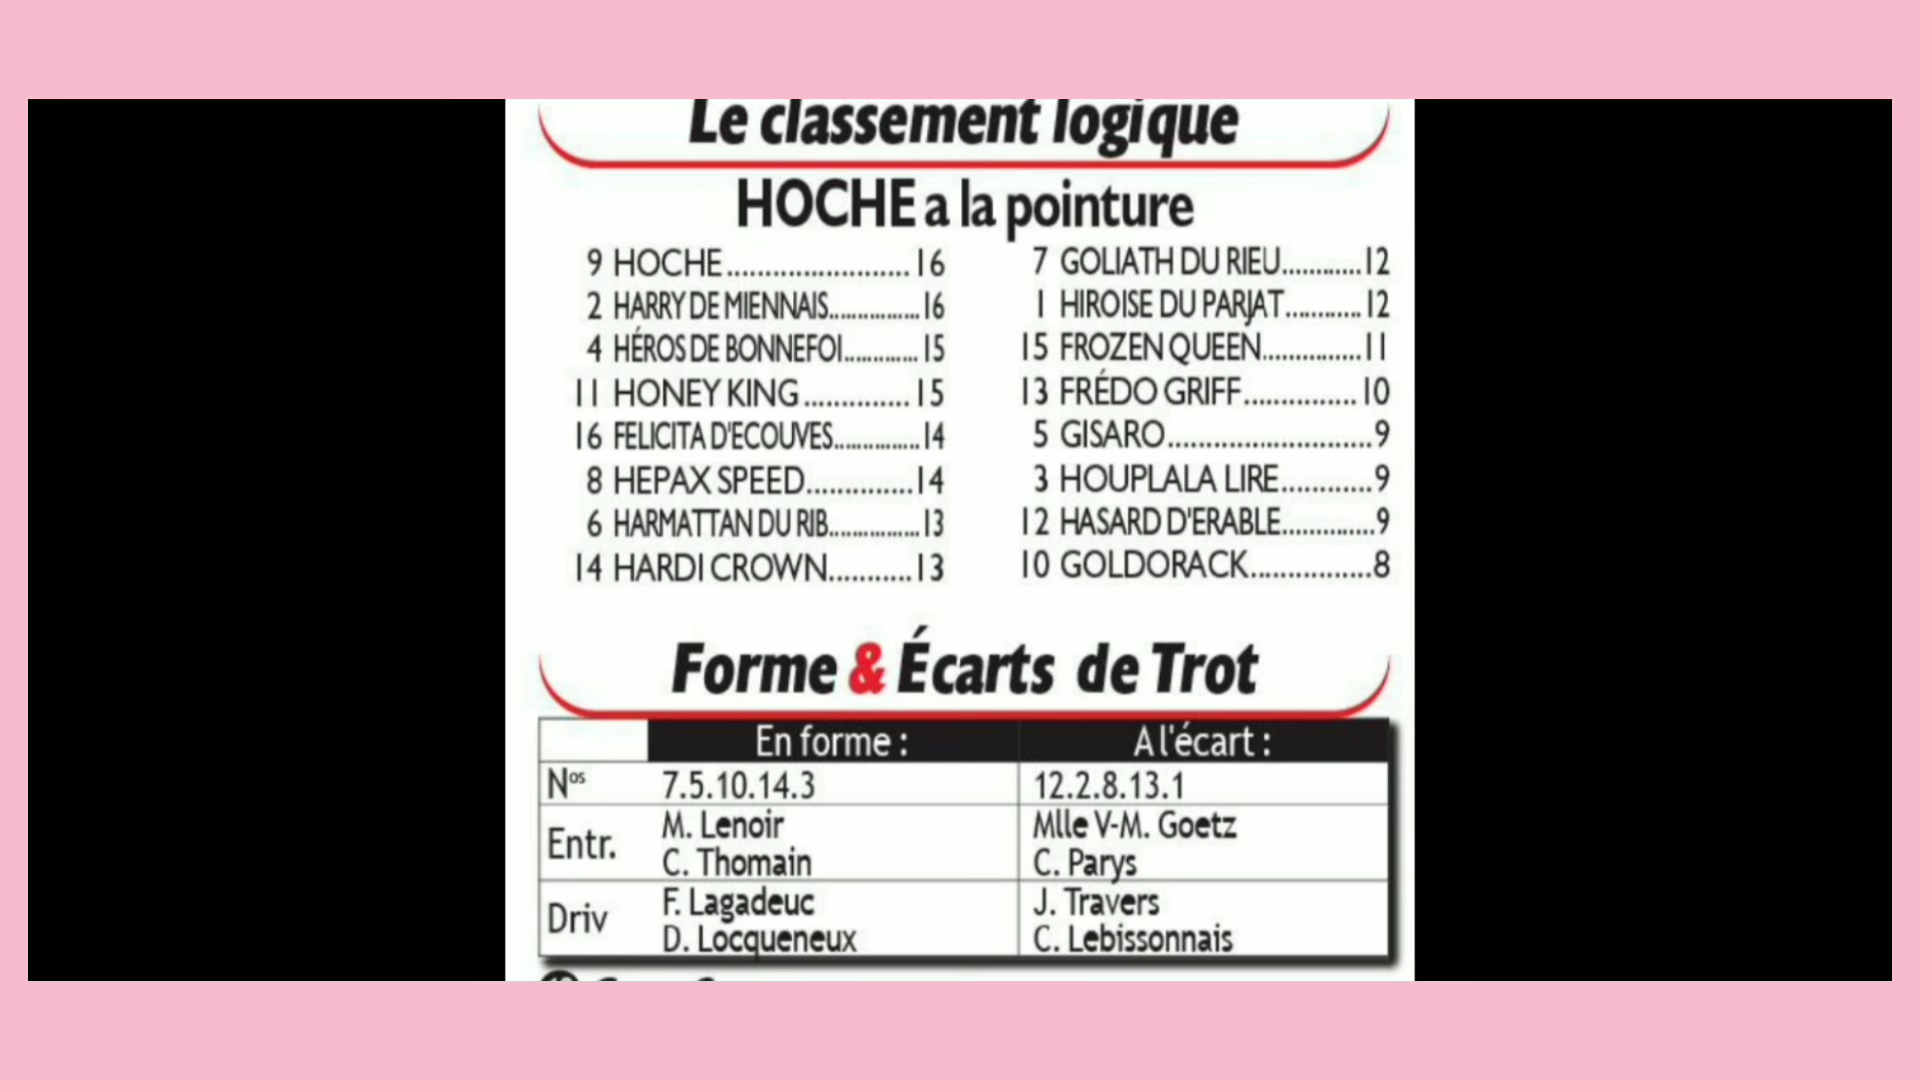 Le classement logique
HOCHE a la pointure
9 HOCHE........................16
2 HARRY DE MIENNAIS...............16
4 HÉROS DE BONNEFOI............15
11 HONEY KING..............15
16 FELICITA D'ECOUVES...............14
8 HEPAX SPEED..............14
6 HARMATTAN DU RIB................13
14 HARDI CROWN...........13
7 GOLIATH DU RIEU............12
1 HIROISE DU PARJAT...........12
15 FROZEN QUEEN..............11
13 FRÉDO GRIFF..............10
5 GISARO..........................9
3 HOUPLALA LIRE............9
12 HASARD D'ERABLE.............9
10 GOLDORACK................8
Forme & Écarts de Trot
En forme : A l'écart :
Nos 7.5.10.14.3 12.2.8.13.1
Entr. M. Lenoir Mlle V-M. Goetz
C. Thomain C. Parys
Driv F. Lagadeuc J. Travers
D. Locqueneux C. Lebissonnais